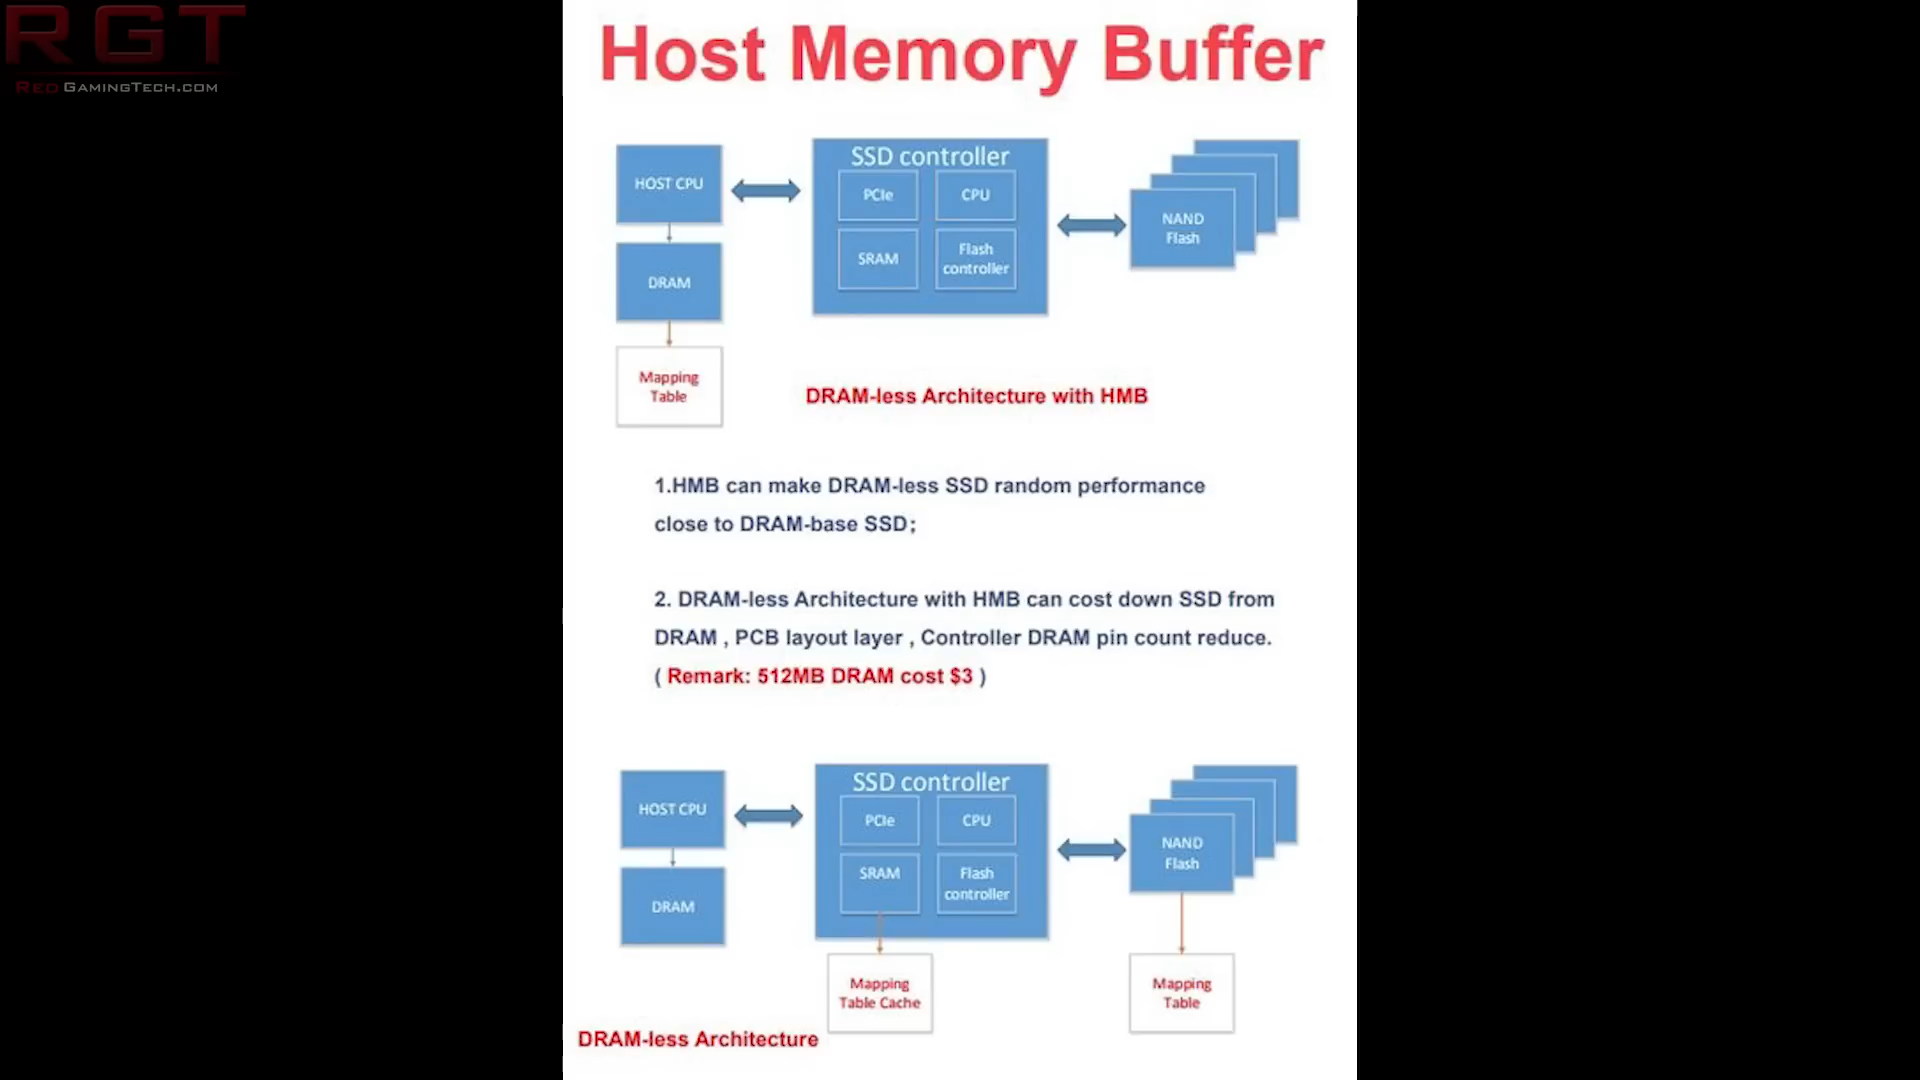 RGT
RedGamingTech.com
Host Memory Buffer
HOST CPU
DRAM
Mapping
Table
SSD controller
PCIe
CPU
SRAM
Flash
controller
NAND
Flash
DRAM-less Architecture with HMB
1.HMB can make DRAM-less SSD random performance
close to DRAM-base SSD;
2. DRAM-less Architecture with HMB can cost down SSD from
DRAM , PCB layout layer , Controller DRAM pin count reduce.
( Remark: 512MB DRAM cost $3 )
HOST CPU
DRAM
SSD controller
PCIe
CPU
SRAM
Flash
controller
Mapping
Table Cache
NAND
Flash
Mapping
Table
DRAM-less Architecture